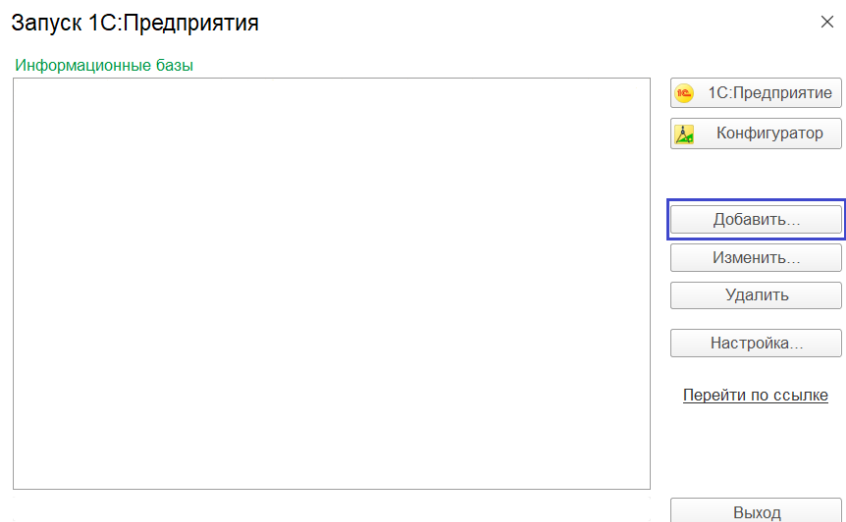 Запуск 1С:Предприятия
Информационные базы
1С:Предприятие
Конфигуратор
Добавить...
Изменить...
Удалить
Настройка...
Перейти по ссылке
Выход